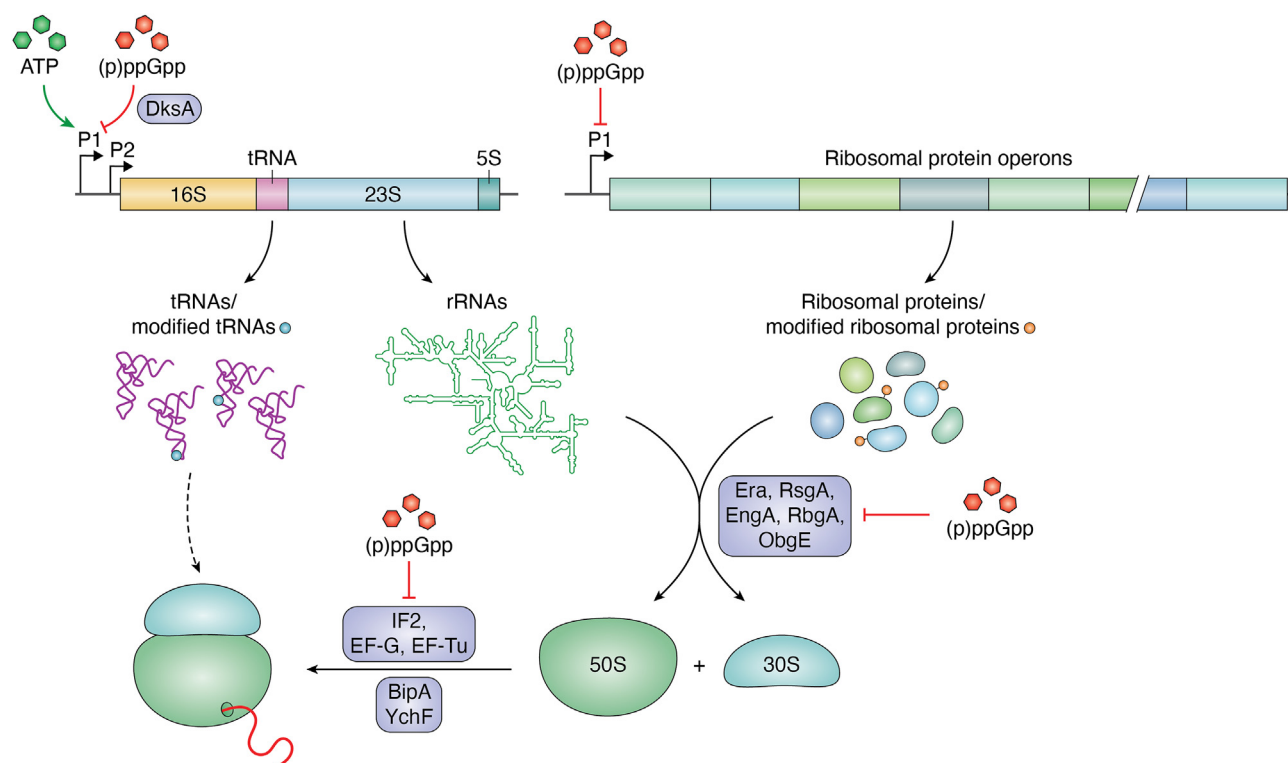 ATP
(p)ppGpp
DksA
P1
P2
tRNA
5S
16S
23S
(p)ppGpp
P1
Ribosomal protein operons
tRNAs/
modified tRNAs
rRNAs
Ribosomal proteins/
modified ribosomal proteins
Era, RsgA,
EngA, RbgA,
ObgE
(p)ppGpp
(p)ppGpp
IF2,
EF-G, EF-Tu
BipA
YchF
50S
+
30S